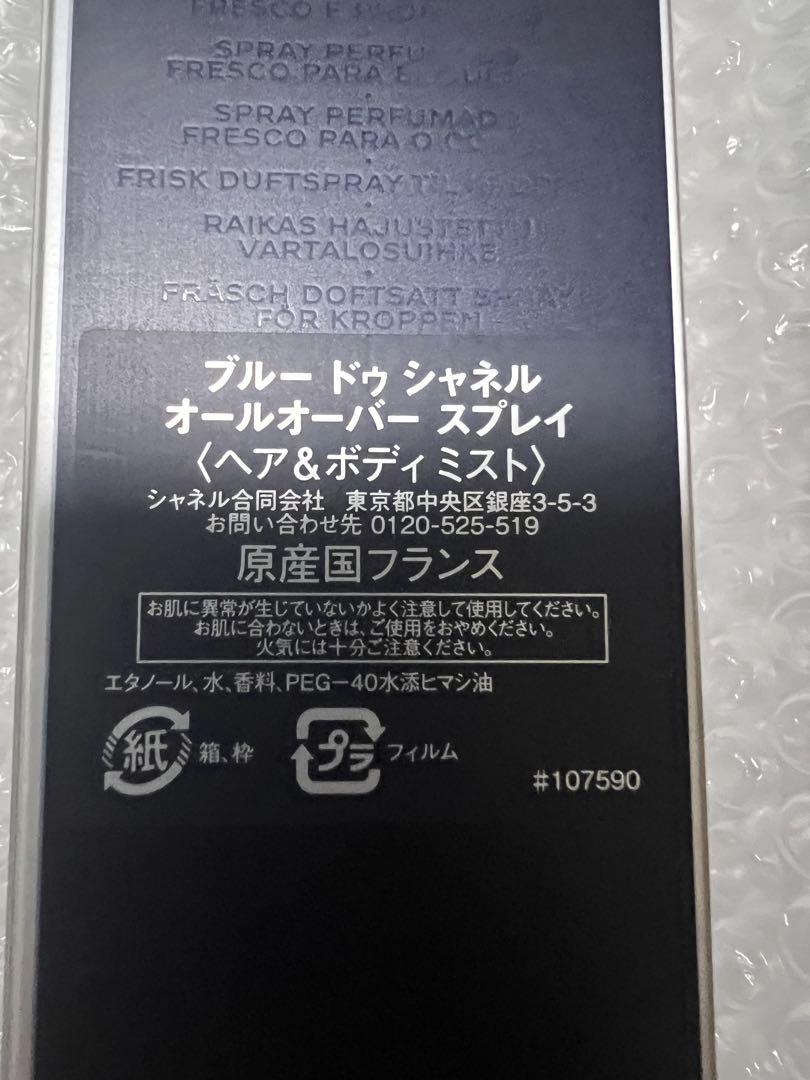 FRESCO
SPRAY PERFU
FRESCO PARA
SPRAY PERFUMAD
FRESCO PARA O
FRISK DUFTSPRAY
RAIKAS
VARTALOSUIHKE
FRÄSCH DOFTSATT SPRAY
FÖR KROPPEN
ブルー ドゥ シャネル
オールオーバー スプレイ
〈ヘア&ボディ ミスト〉
シャネル合同会社 東京都中央区銀座3-5-3
お問い合わせ先 0120-525-519
原産国フランス
お肌に異常が生じていないかよく注意して使用してください。
お肌に合わないときは、ご使用をおやめください。
火気には十分ご注意ください。
エタノール、水、香料、PEG-40水添ヒマシ油
紙 箱、枠 プラ フィルム
#107590